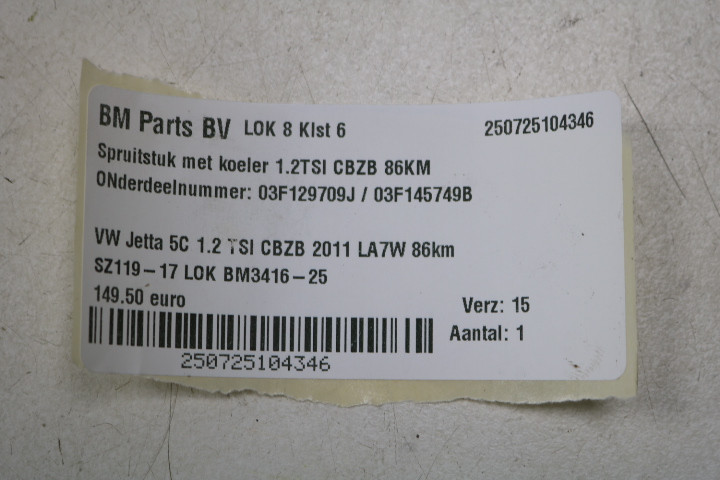 BM Parts BV LOK 8 Klst 6 250725104346
Spruitstuk met koeler 1.2TSI CBZB 86KM
ONderdeelnummer: 03F129709J / 03F145749B
VW Jetta 5C 1.2 TSI CBZB 2011 LA7W 86km
SZ119-17 LOK BM3416-25
149.50 euro Verz: 15
Aantal: 1
250725104346